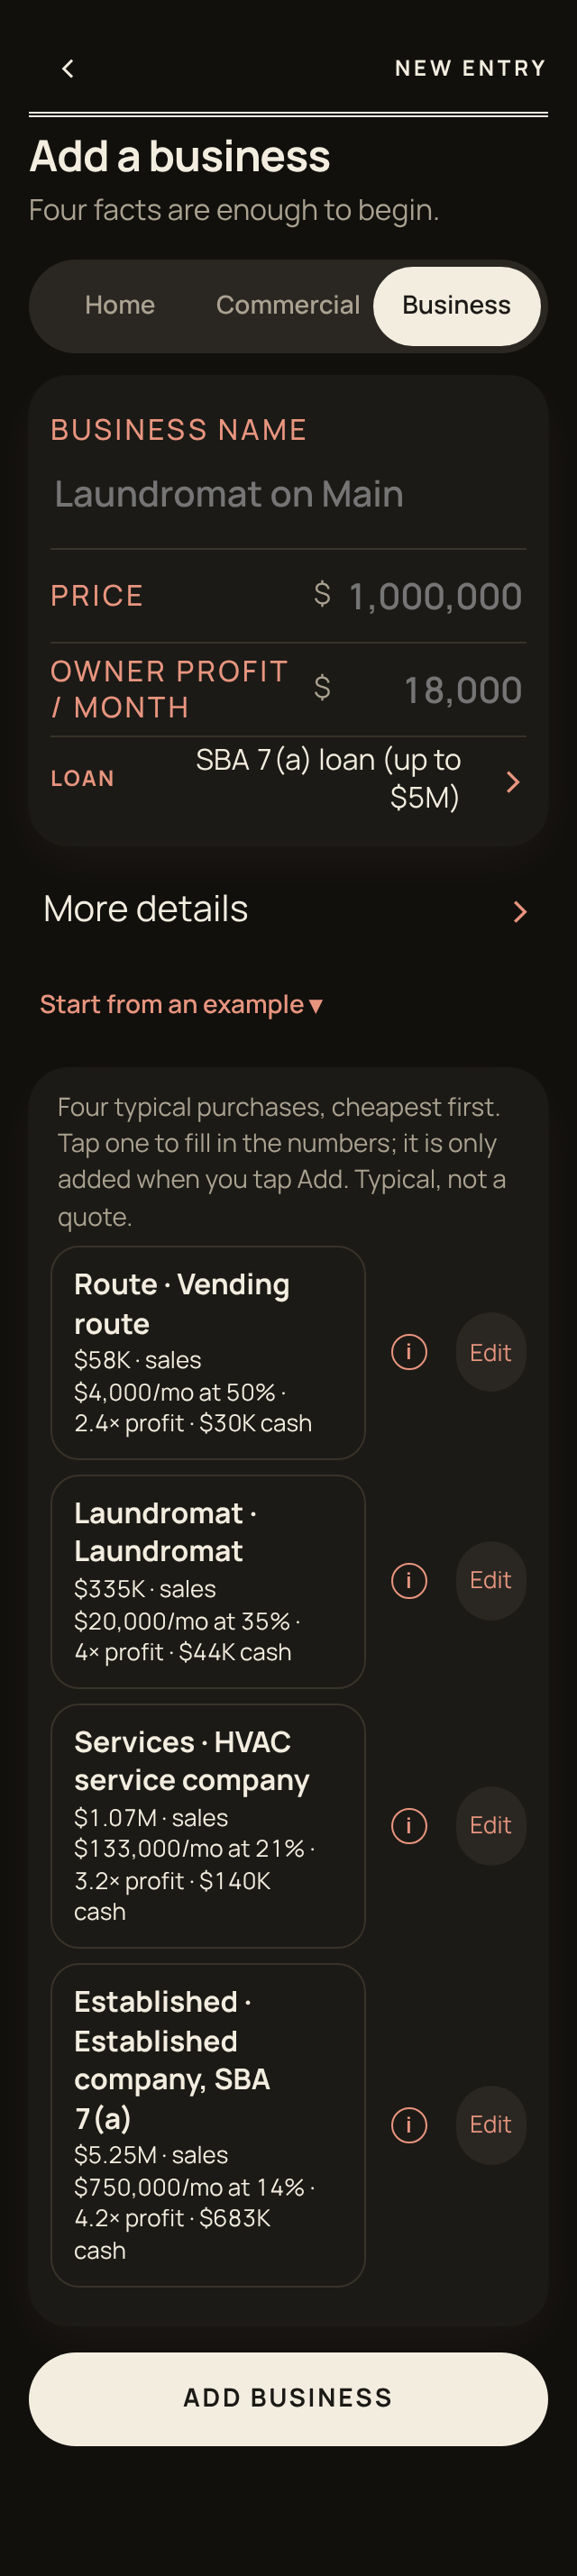 NEW ENTRY
Add a business
Four facts are enough to begin.
Home Commercial Business
BUSINESS NAME
Laundromat on Main
PRICE $ 1,000,000
OWNER PROFIT
/ MONTH $ 18,000
LOAN SBA 7(a) loan (up to
$5M)
More details
Start from an example ▾
Four typical purchases, cheapest first.
Tap one to fill in the numbers; it is only
added when you tap Add. Typical, not a
quote.
Route · Vending
route
$58K · sales
$4,000/mo at 50% ·
2.4× profit · $30K cash
i Edit
Laundromat ·
Laundromat
$335K · sales
$20,000/mo at 35% ·
4× profit · $44K cash
i Edit
Services · HVAC
service company
$1.07M · sales
$133,000/mo at 21% ·
3.2× profit · $140K
cash
i Edit
Established ·
Established
company, SBA
7(a)
$5.25M · sales
$750,000/mo at 14% ·
4.2× profit · $683K
cash
i Edit
ADD BUSINESS